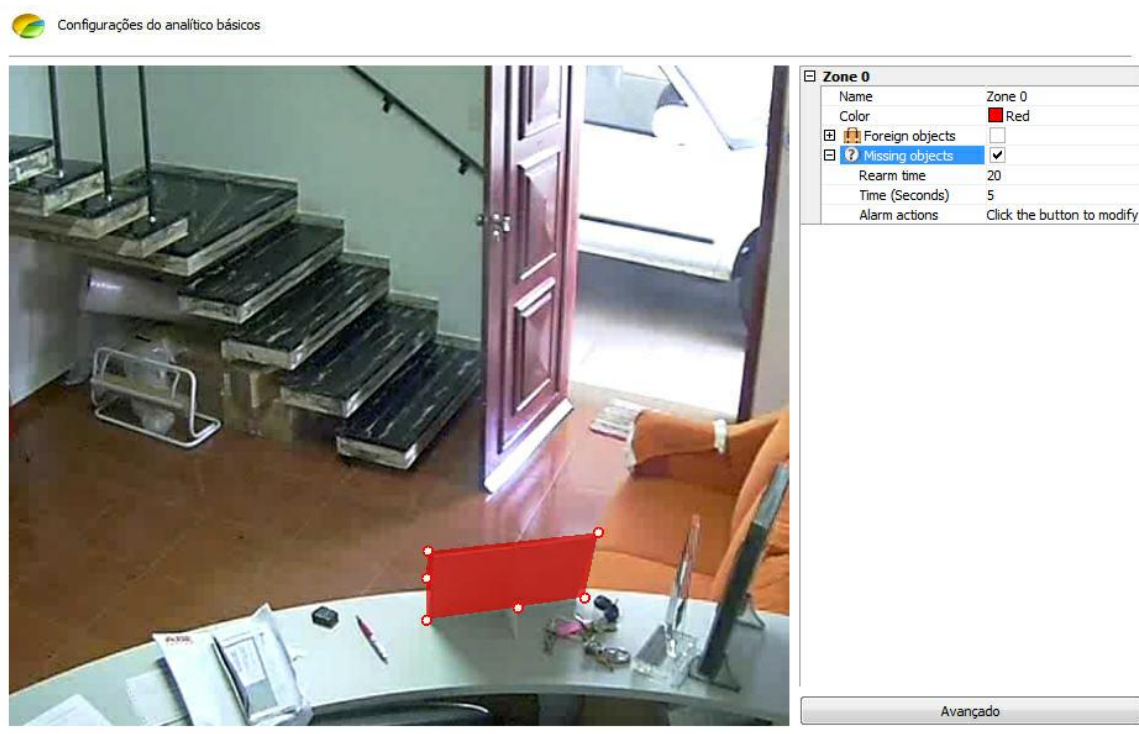 Configurações do analítico básicos
Zone 0
Name Zone 0
Color Red
Foreign objects
Missing objects
Rearm time 20
Time (Seconds) 5
Alarm actions Click the button to modify
Avançado